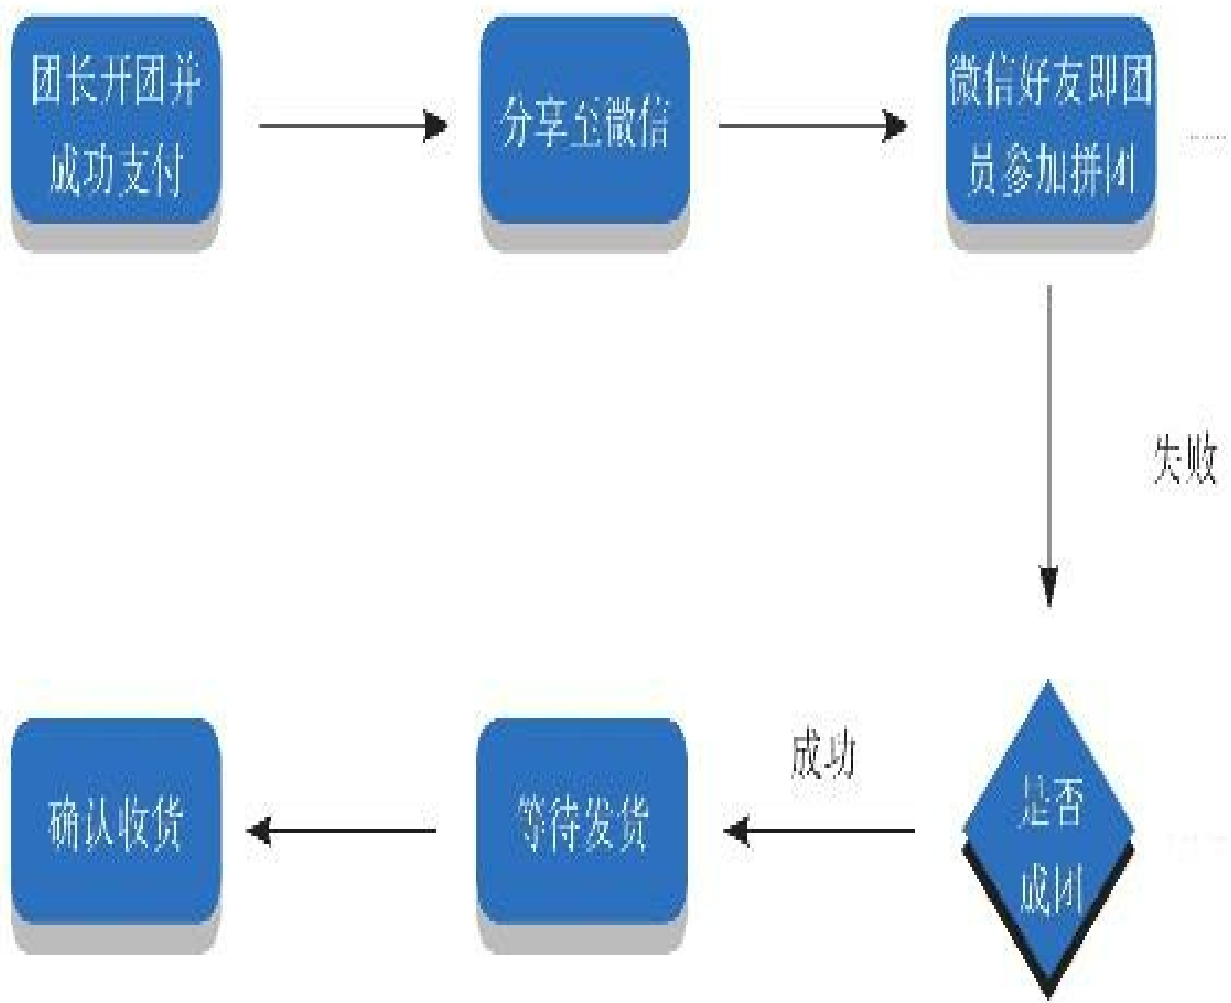 团长开团并
成功支付
分享至微信
微信好友即团
员参加拼团
失败
成功
确认收货
等待发货
是否
成团